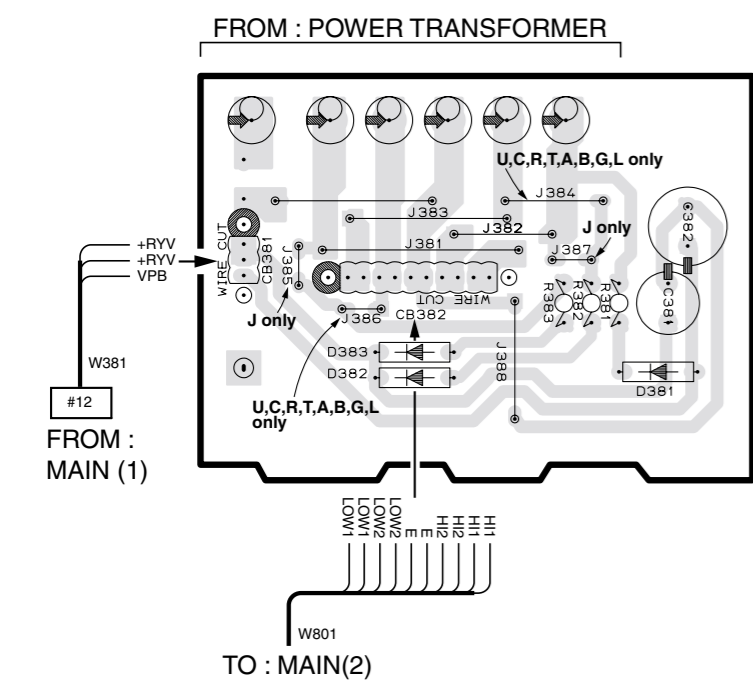 FROM : POWER TRANSFORMER
U,C,R,T,A,B,G,L only
J384
J383
J382
J only
C382
+RYV
+RYV
VPB
WIRE CUT
CB381
J385
J381
J387
WIRE CUT
R383
R382
R381
C381
J only
J386
CB382
W381
D383
D382
J388
D381
#12
U,C,R,T,A,B,G,L
only
FROM :
MAIN (1)
LOW1
LOW1
LOW2
LOW2
E
E
HI2
HI2
HI1
HI1
W801
TO : MAIN(2)